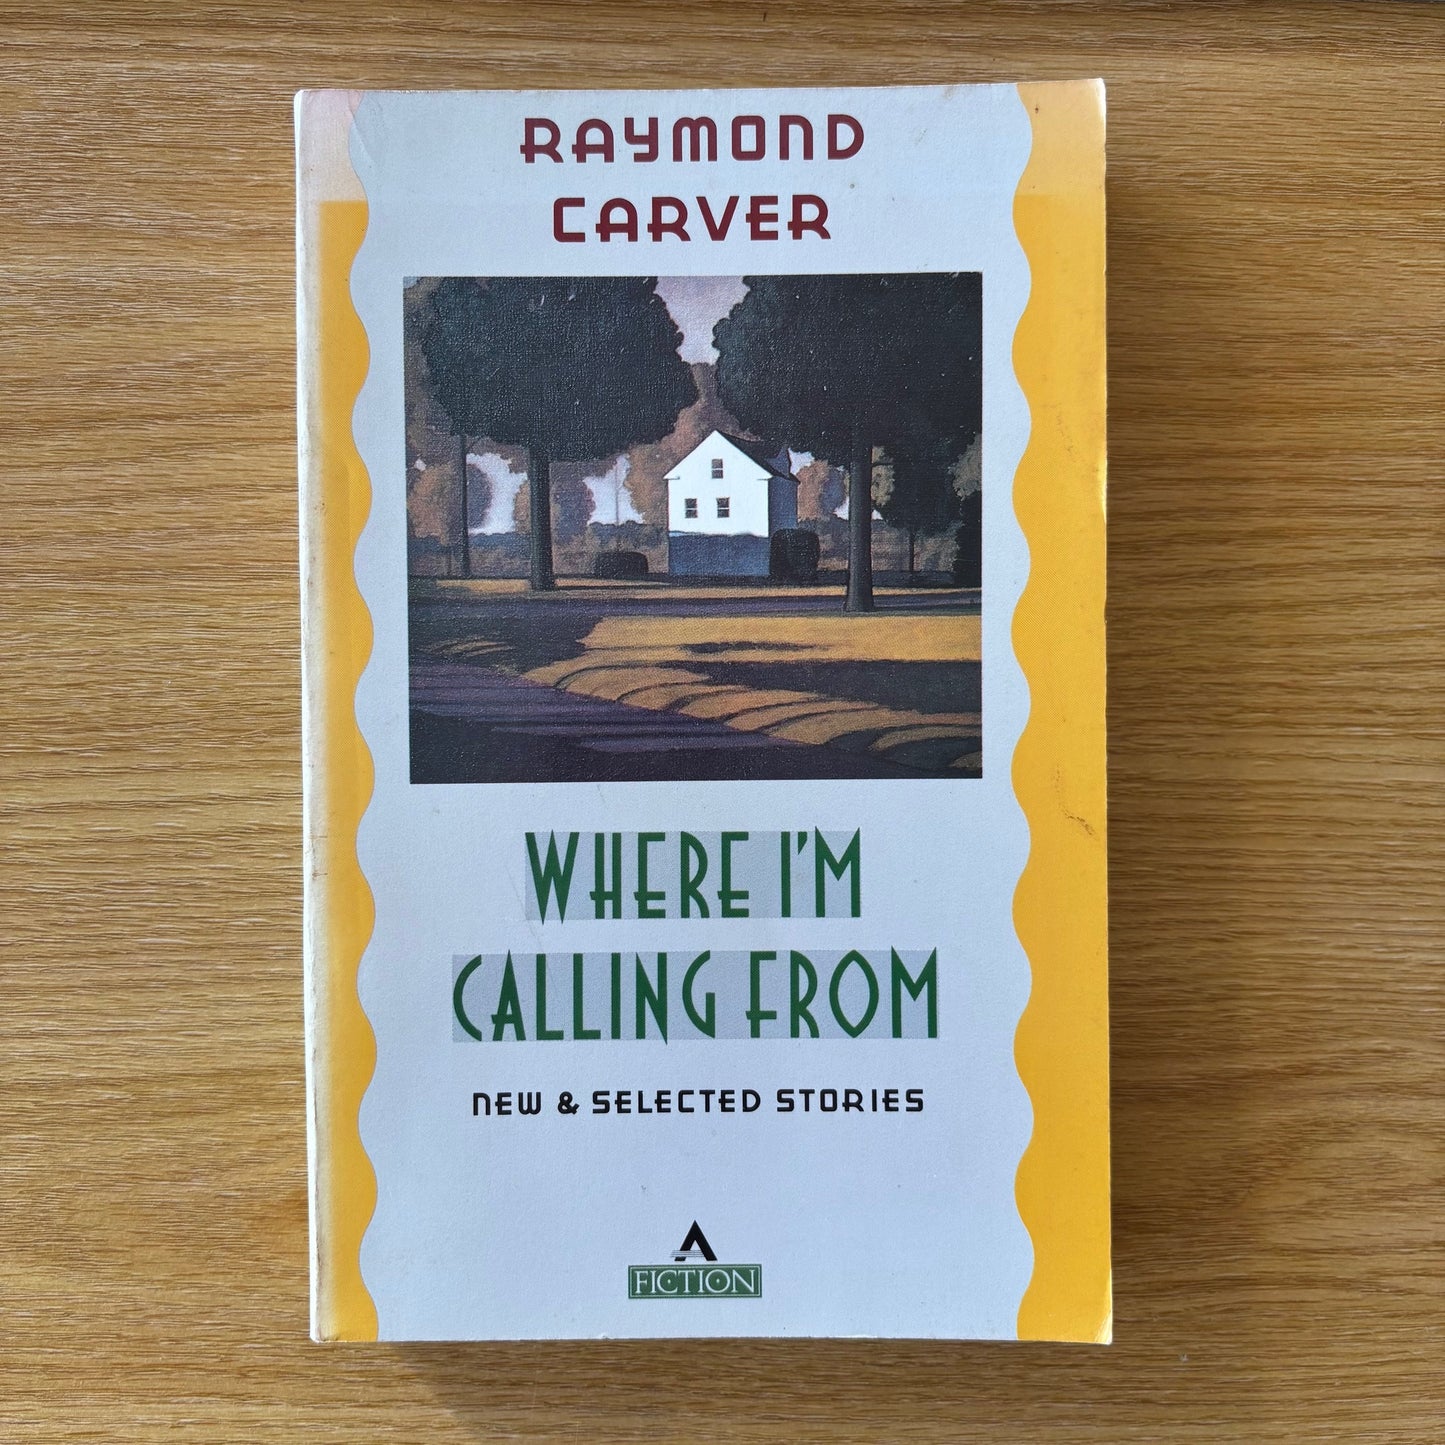 RAYMOND
CARVER
WHERE I'M
CALLING FROM
NEW & SELECTED STORIES
A
FICTION